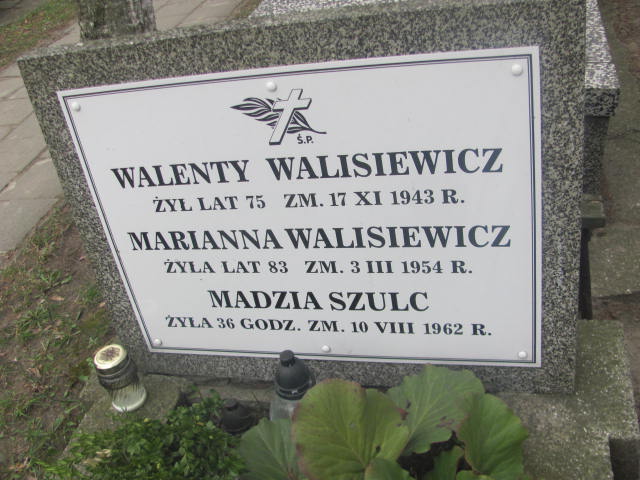 Ś.P.
WALENTY WALISIEWICZ
ŻYŁ LAT 75 ZM. 17 XI 1943 R.
MARIANNA WALISIEWICZ
ŻYŁA LAT 83 ZM. 3 III 1954 R.
MADZIA SZULC
ŻYŁA 36 GODZ. ZM. 10 VIII 1962 R.